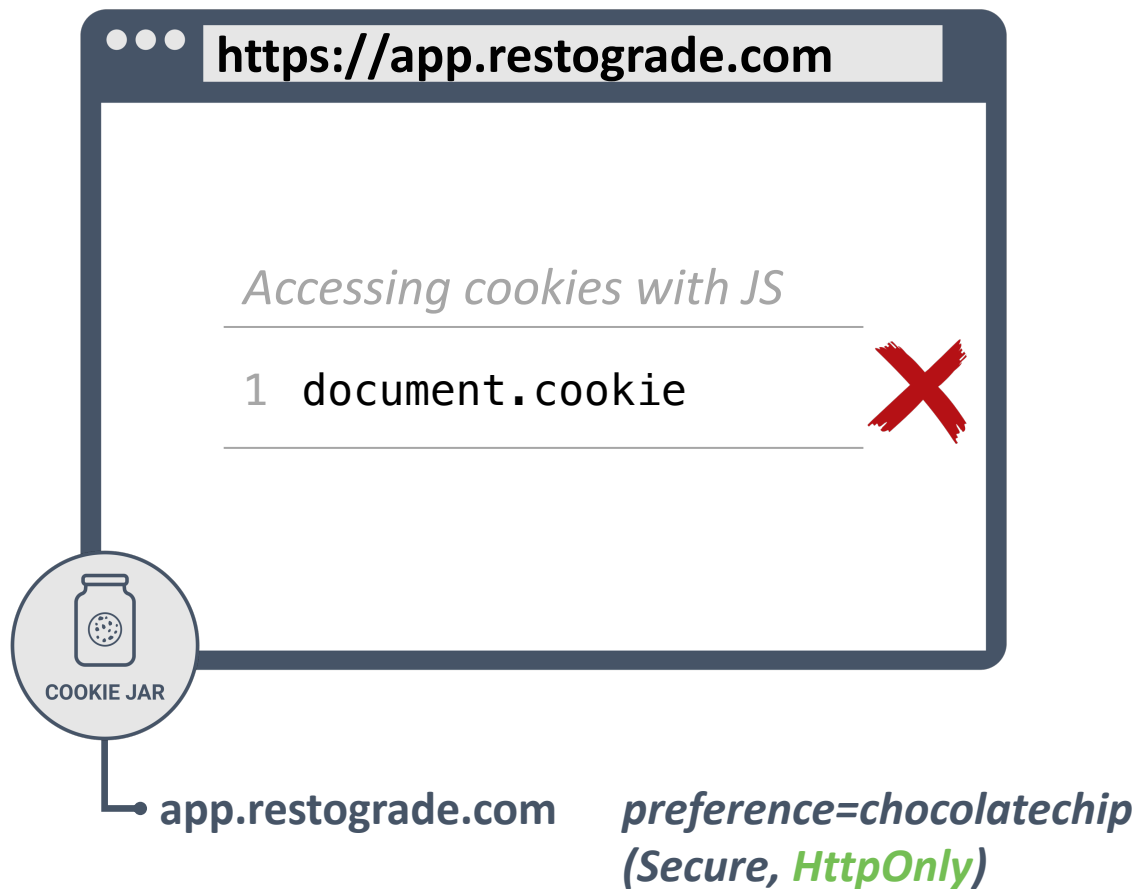 https://app.restograde.com
Accessing cookies with JS
1 document.cookie
COOKIE JAR
app.restograde.com preference=chocolatechip
(Secure, HttpOnly)